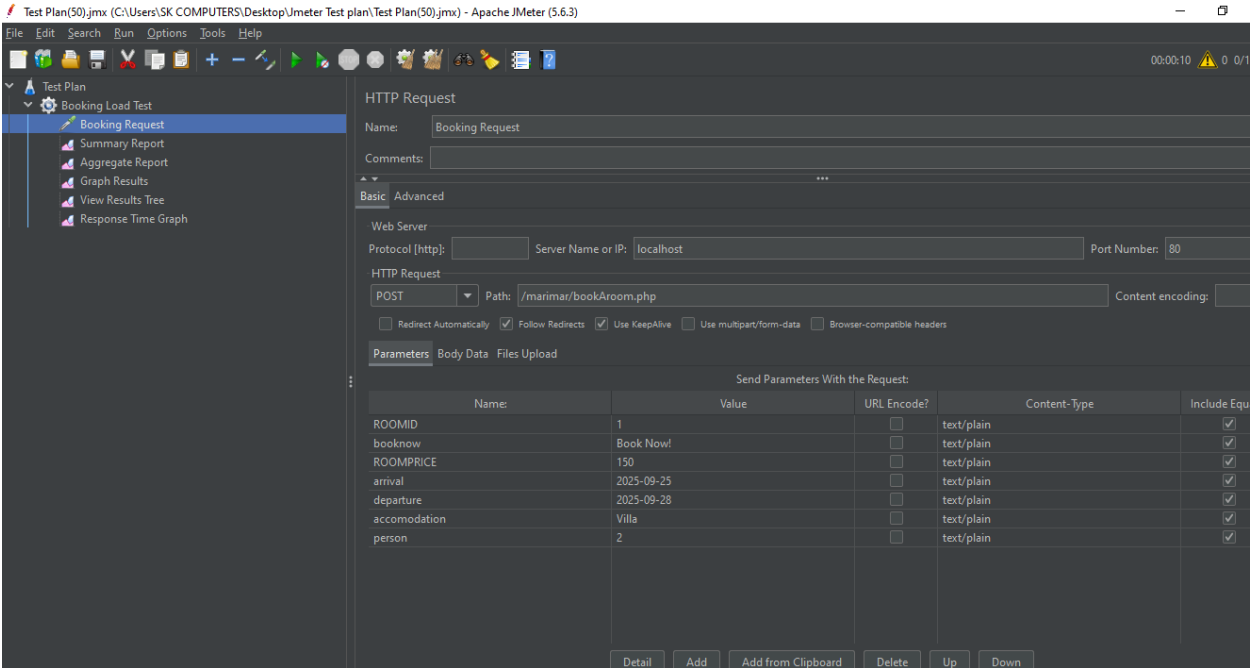 Test Plan(50).jmx (C:\Users\SK COMPUTERS\Desktop\Jmeter Test plan\Test Plan(50).jmx) - Apache JMeter (5.6.3)
File Edit Search Run Options Tools Help
00:00:10 0 0/1
Test Plan
Booking Load Test
Booking Request
Summary Report
Aggregate Report
Graph Results
View Results Tree
Response Time Graph
HTTP Request
Name: Booking Request
Comments:
Basic Advanced
Web Server
Protocol [http]: Server Name or IP: localhost Port Number: 80
HTTP Request
POST Path: /marimar/bookAroom.php Content encoding:
Redirect Automatically Follow Redirects Use KeepAlive Use multipart/form-data Browser-compatible headers
Parameters Body Data Files Upload
Send Parameters With the Request:
Name: Value URL Encode? Content-Type Include Equ
ROOMID 1 text/plain
booknow Book Now! text/plain
ROOMPRICE 150 text/plain
arrival 2025-09-25 text/plain
departure 2025-09-28 text/plain
accomodation Villa text/plain
person 2 text/plain
Detail Add Add from Clipboard Delete Up Down